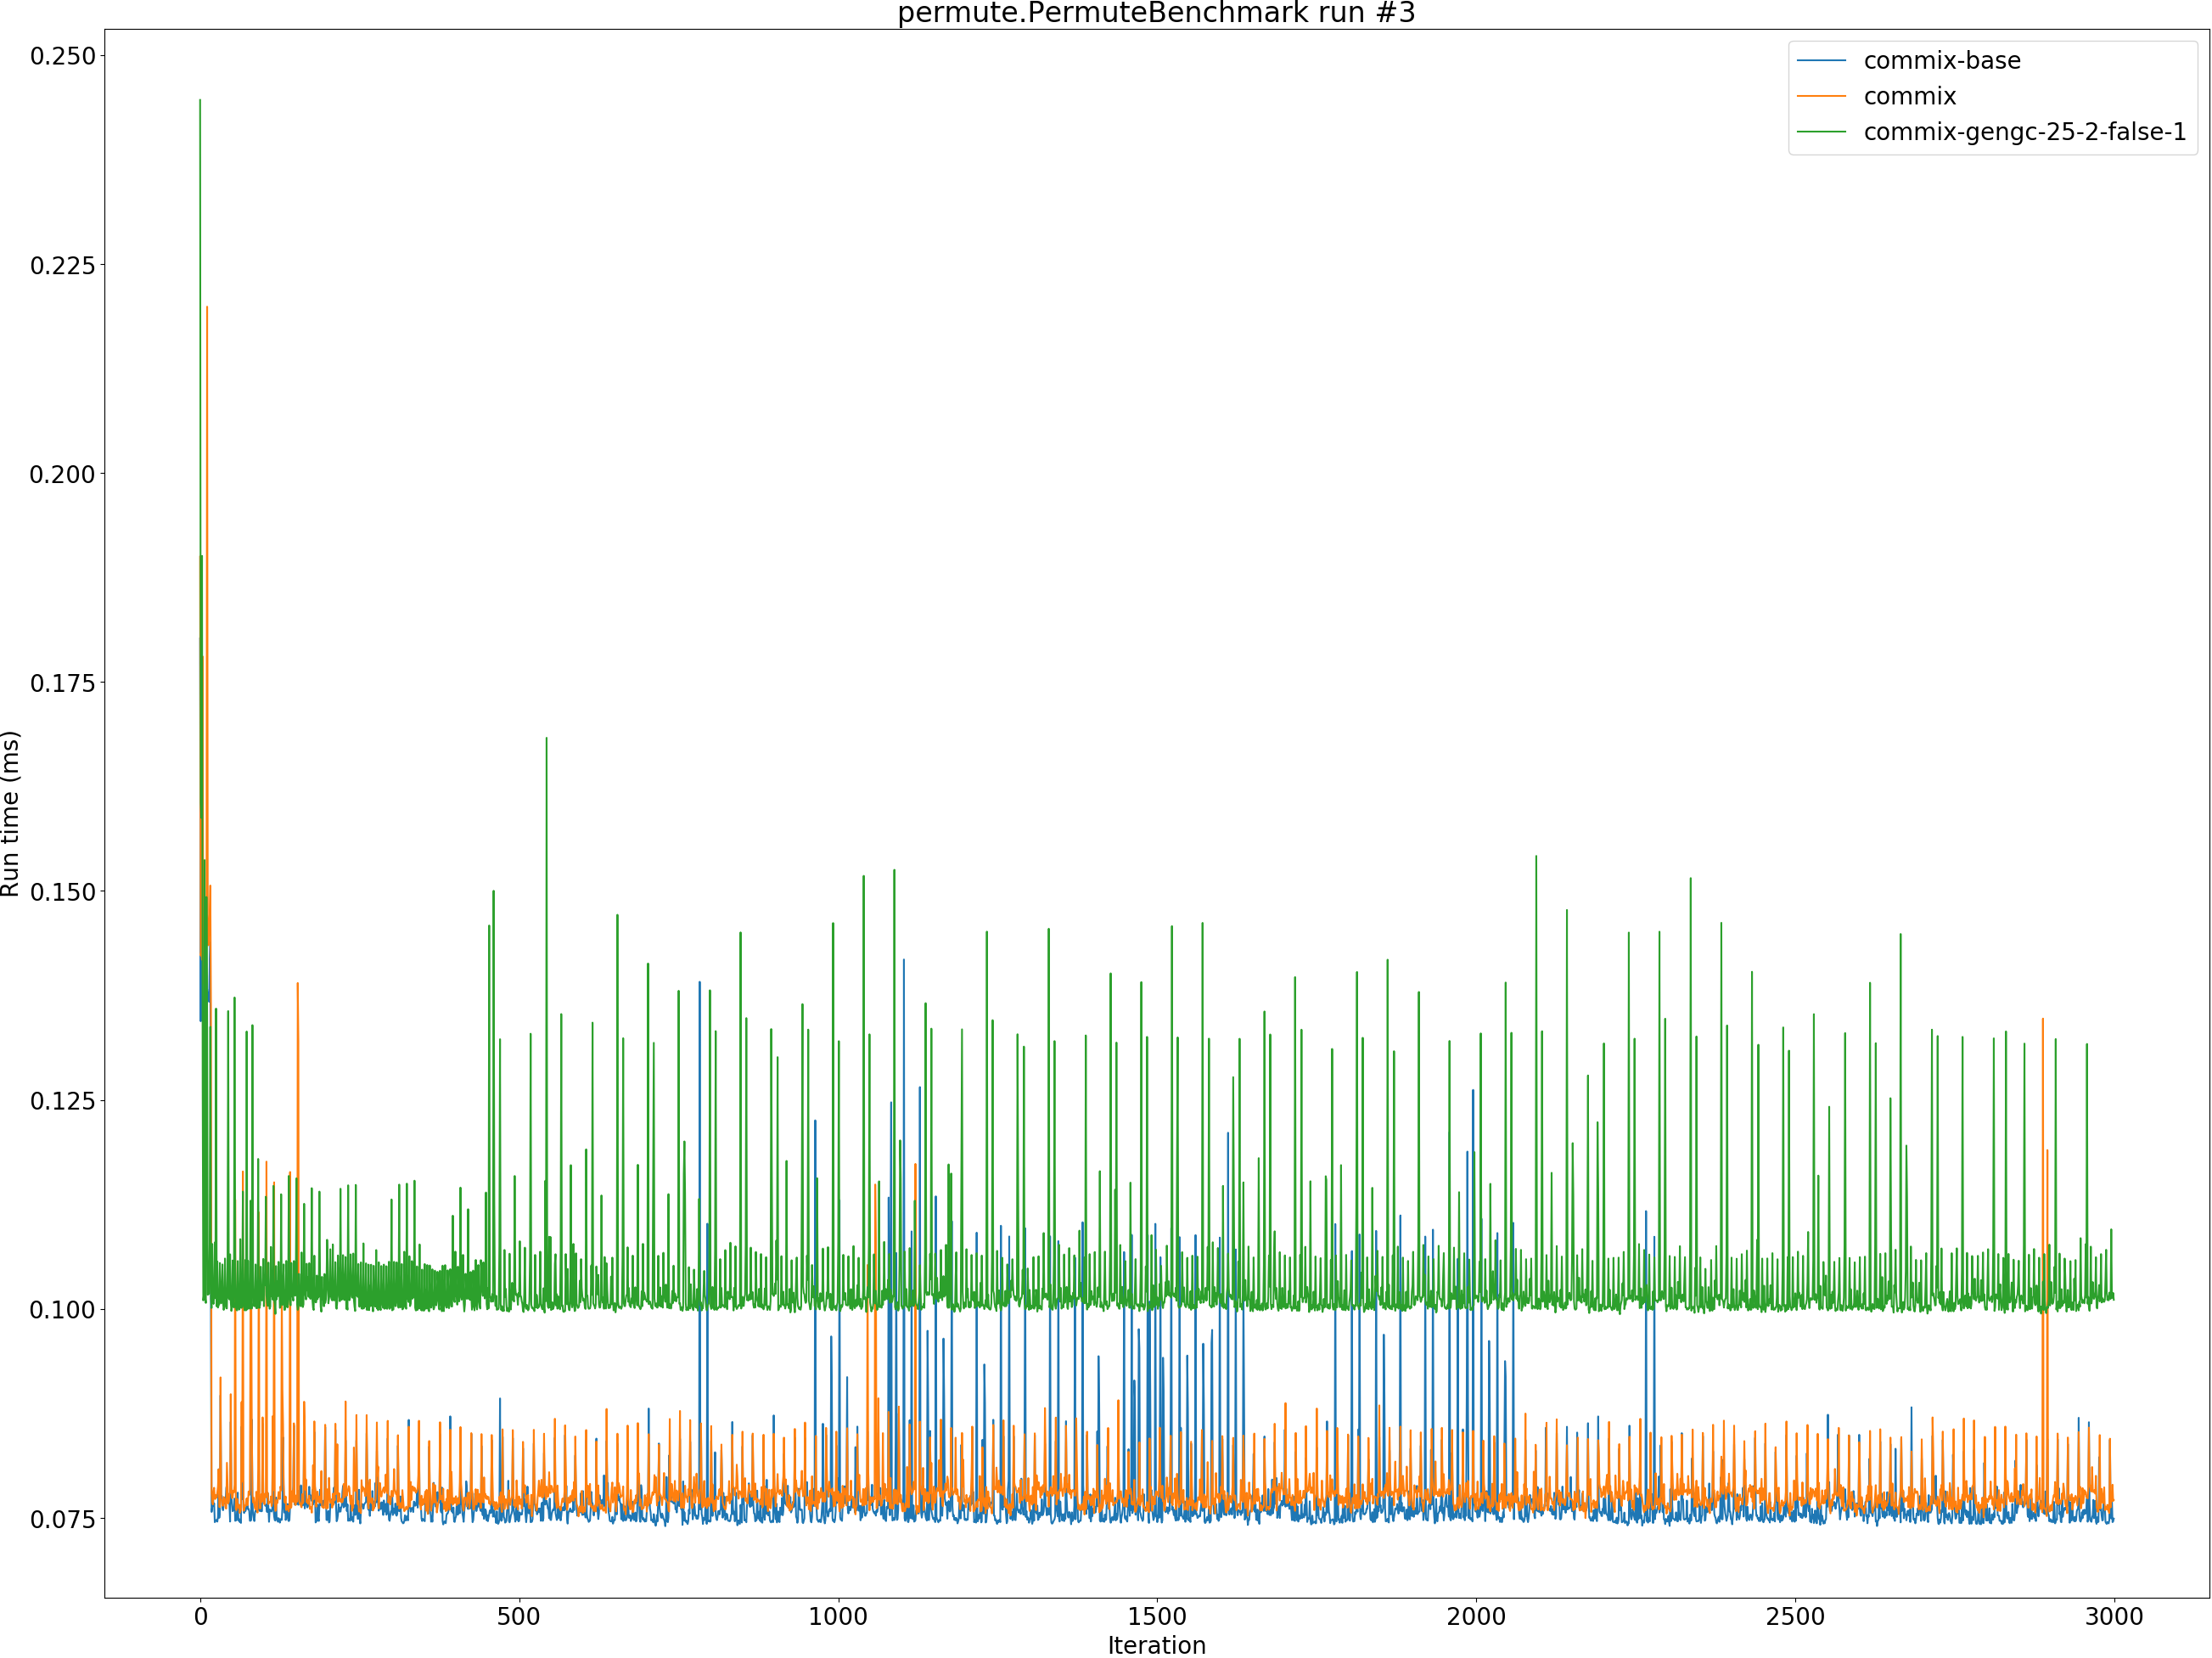 permute.PermuteBenchmark run #3
commix-base
commix
commix-gengc-25-2-false-1
Run time (ms)
0.250
0.225
0.200
0.175
0.150
0.125
0.100
0.075
0 500 1000 1500 2000 2500 3000
Iteration